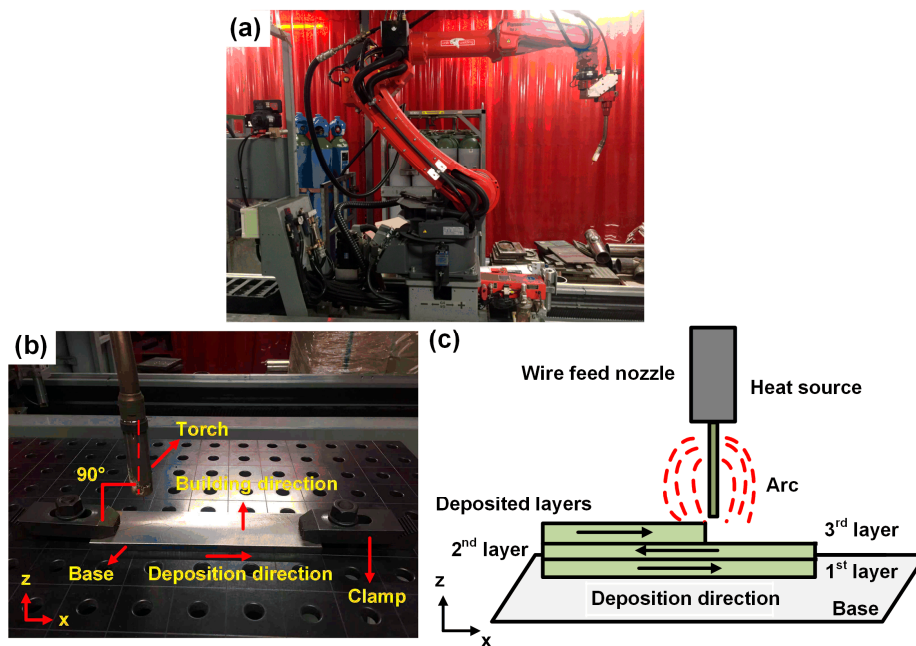 (a)
(b)
Torch
90°
Building direction
Base
Deposition direction
Clamp
z
x
(c)
Wire feed nozzle
Heat source
Arc
Deposited layers
3rd layer
2nd layer
1st layer
Deposition direction
Base
z
x